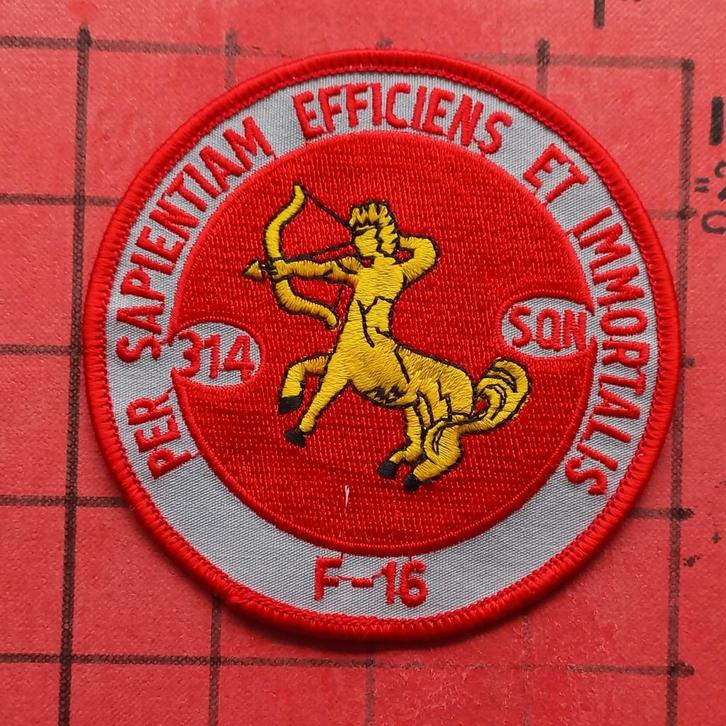 PER SAPIENTIAM EFFICIENS ET IMMORTALIS
314
SQN
F-16